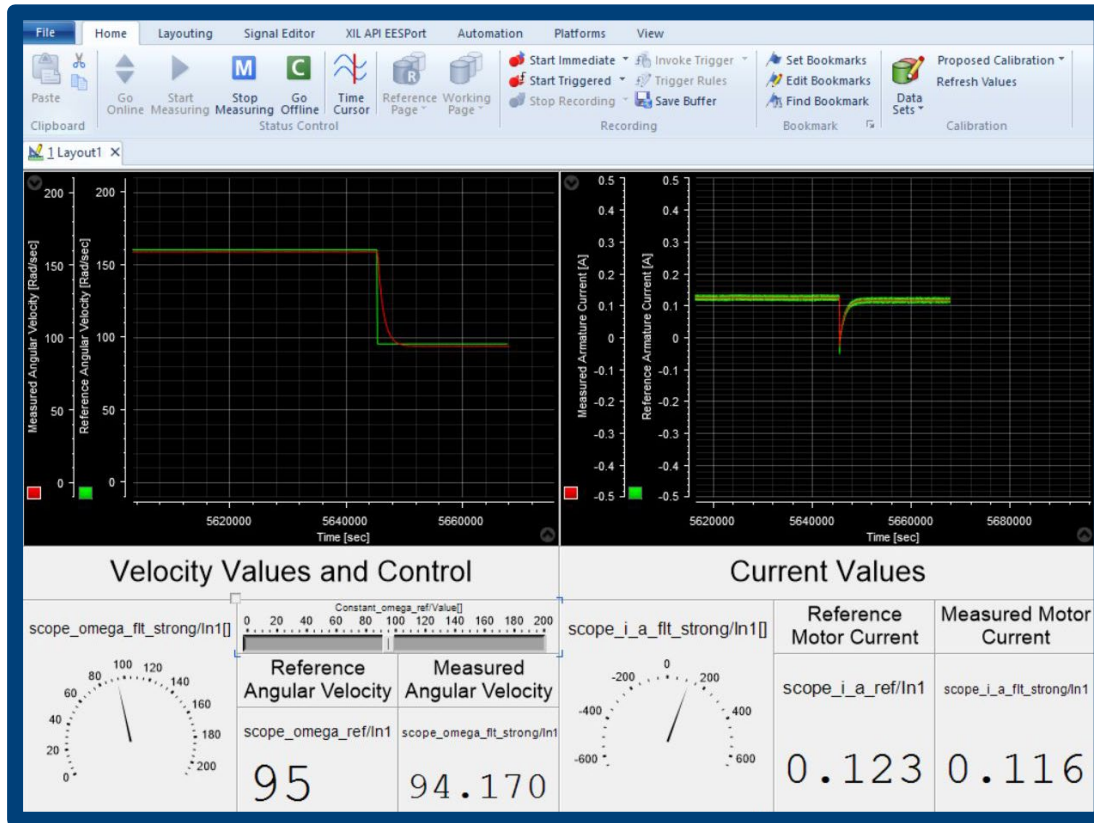 File Home Layouting Signal Editor XIL API EESPort Automation Platforms View
Paste
Clipboard
Go Online
Start Measuring
M
Stop Measuring
C
Go Offline
Time Cursor
Status Control
R
Reference Page
Working Page
Start Immediate
Start Triggered
Stop Recording
Invoke Trigger
Trigger Rules
Save Buffer
Recording
Set Bookmarks
Edit Bookmarks
Find Bookmark
Bookmark
Data Sets
Proposed Calibration
Refresh Values
Calibration
1 Layout1
Measured Angular Velocity [Rad/sec]
200
150
100
50
0
Reference Angular Velocity [Rad/sec]
200
150
100
50
0
5620000 5640000 5660000
Time [sec]
Measured Armature Current [A]
0.5
0.4
0.3
0.2
0.1
0
-0.1
-0.2
-0.3
-0.4
-0.5
Reference Armature Current [A]
0.5
0.4
0.3
0.2
0.1
0
-0.1
-0.2
-0.3
-0.4
-0.5
5620000 5640000 5660000 5680000
Time [sec]
Velocity Values and Control
scope_omega_flt_strong/In1[]
0 20 40 60 80 100 120 140 160 180 200
Constant_omega_ref/Value[]
0 20 40 60 80 100 120 140 160 180 200
Reference
Angular Velocity
scope_omega_ref/In1
95
Measured
Angular Velocity
scope_omega_flt_strong/In1
94.170
Current Values
scope_i_a_flt_strong/In1[]
-600 -400 -200 0 200 400 600
Reference
Motor Current
scope_i_a_ref/In1
0.123
Measured Motor
Current
scope_i_a_flt_strong/In1
0.116